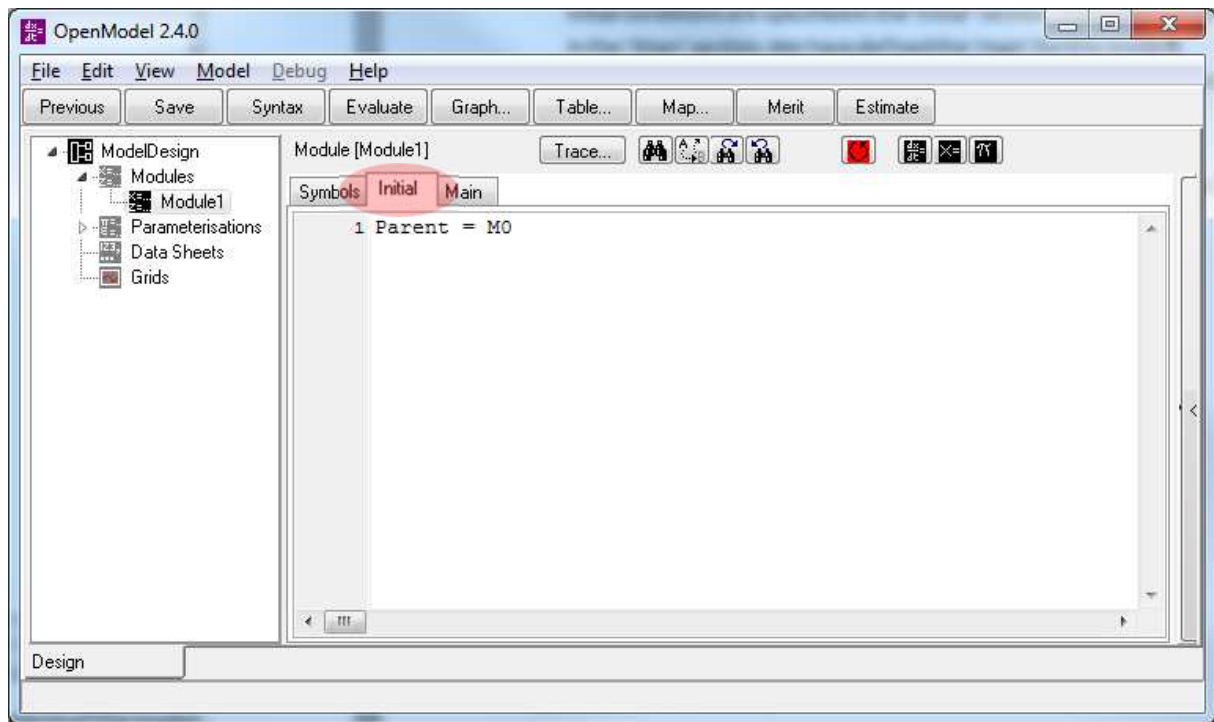 OpenModel 2.4.0
File Edit View Model Debug Help
Previous Save Syntax Evaluate Graph... Table... Map... Merit Estimate
ModelDesign
Modules
Module1
Parameterisations
Data Sheets
Grids
Module [Module1] Trace...
Symbols Initial Main
1 Parent = M0
Design